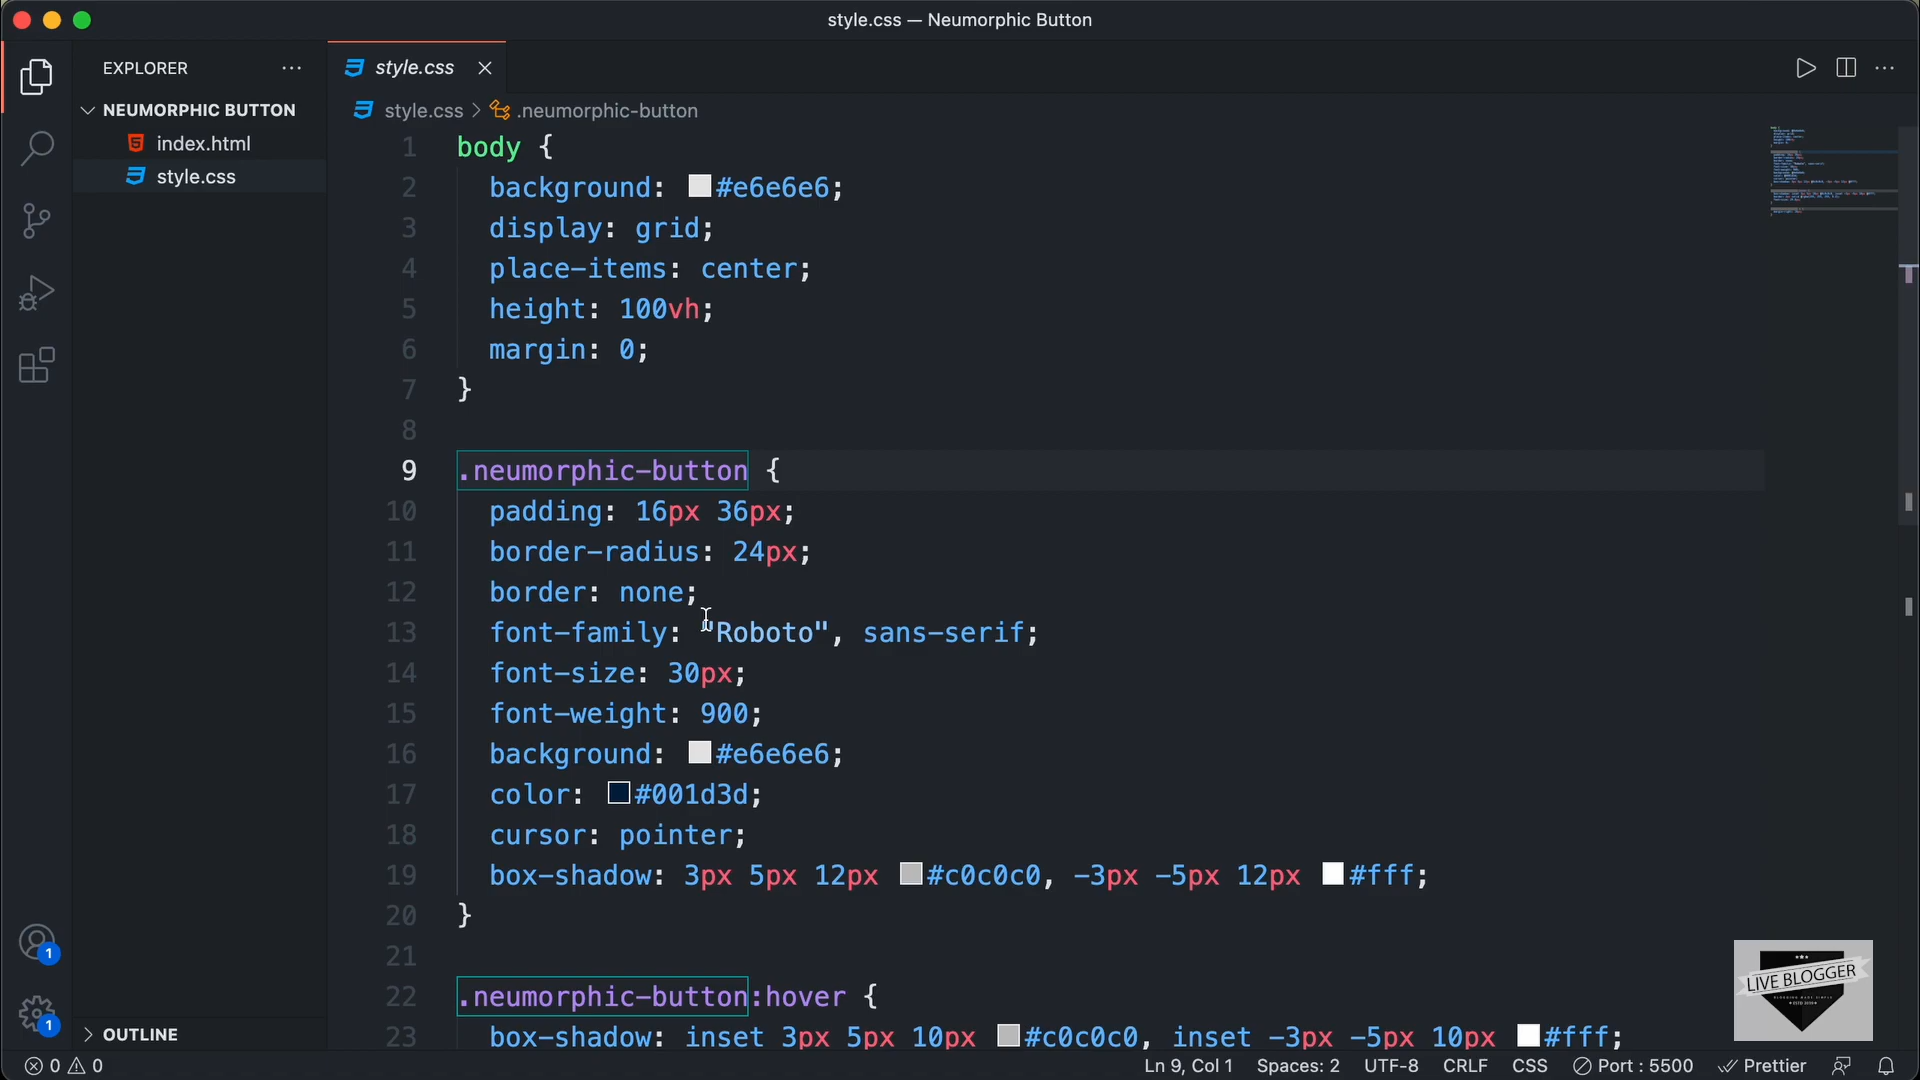 style.css — Neumorphic Button
EXPLORER
NEUMORPHIC BUTTON
index.html
style.css
OUTLINE
style.css
style.css > .neumorphic-button
1 body {
2 background: #e6e6e6;
3 display: grid;
4 place-items: center;
5 height: 100vh;
6 margin: 0;
7 }
8
9 .neumorphic-button {
10 padding: 16px 36px;
11 border-radius: 24px;
12 border: none;
13 font-family: "Roboto", sans-serif;
14 font-size: 30px;
15 font-weight: 900;
16 background: #e6e6e6;
17 color: #001d3d;
18 cursor: pointer;
19 box-shadow: 3px 5px 12px #c0c0c0, -3px -5px 12px #fff;
20 }
21
22 .neumorphic-button:hover {
23 box-shadow: inset 3px 5px 10px #c0c0c0, inset -3px -5px 10px #fff;
1
1
LIVE BLOGGER
0 0
Ln 9, Col 1 Spaces: 2 UTF-8 CRLF CSS Port : 5500 Prettier